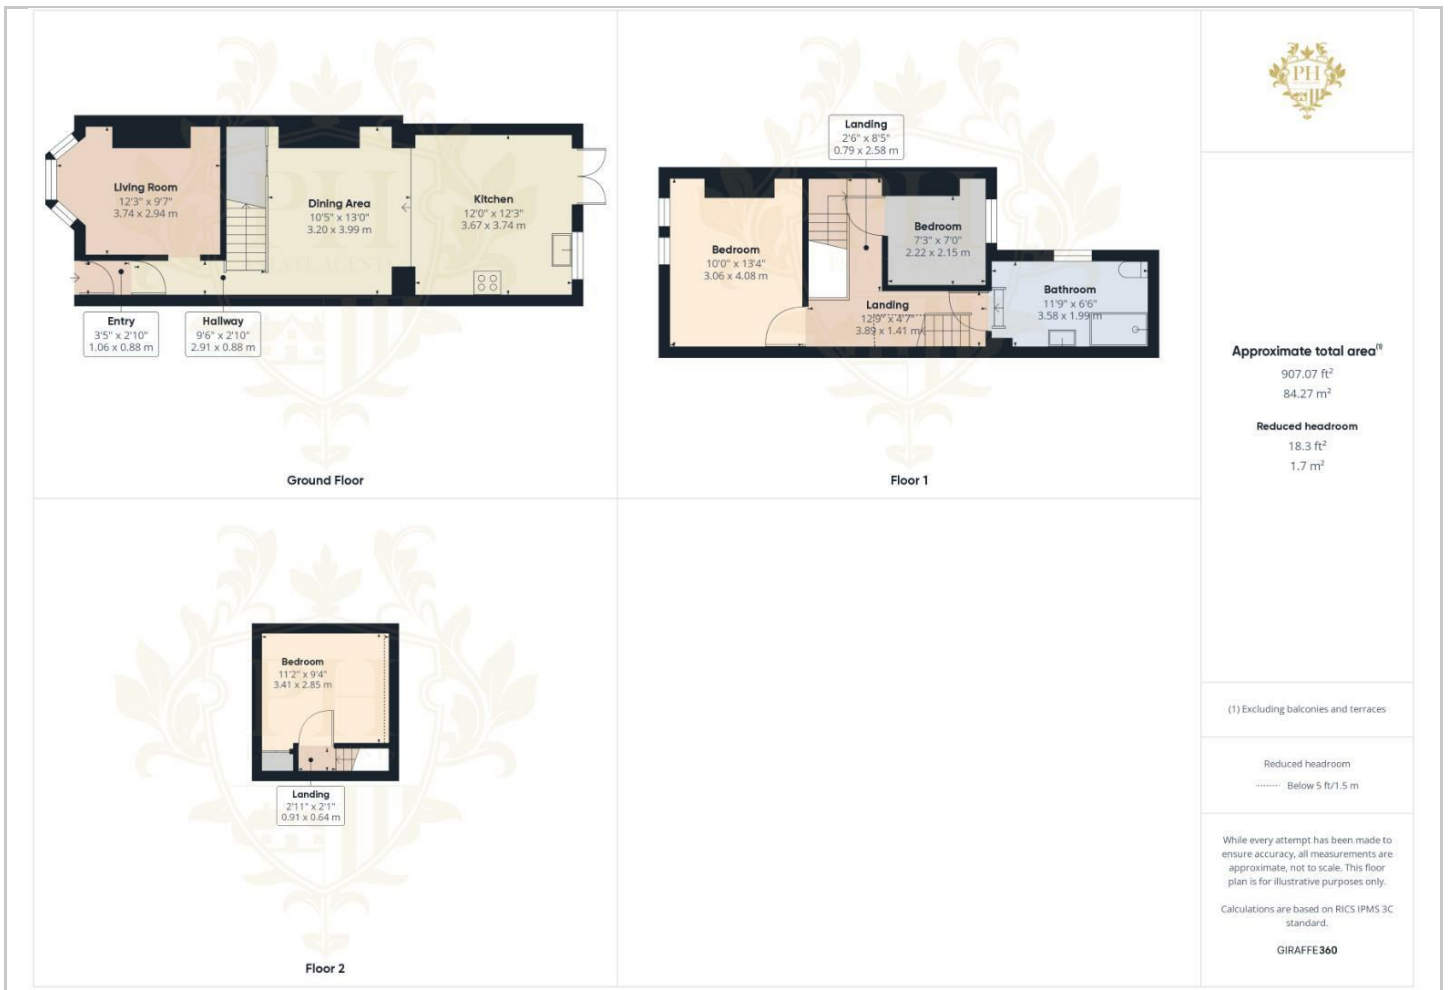 Living Room
12'3" x 9'7"
3.74 x 2.94 m
Dining Area
10'5" x 13'0"
3.20 x 3.99 m
Kitchen
12'0" x 12'3"
3.67 x 3.74 m
Entry
3'5" x 2'10"
1.06 x 0.88 m
Hallway
9'6" x 2'10"
2.91 x 0.88 m
Ground Floor
Landing
2'6" x 8'5"
0.79 x 2.58 m
Bedroom
10'0" x 13'4"
3.06 x 4.08 m
Bedroom
7'3" x 7'0"
2.22 x 2.15 m
Landing
12'9" x 4'7"
3.89 x 1.41 m
Bathroom
11'9" x 6'6"
3.58 x 1.99 m
Floor 1
Bedroom
11'2" x 9'4"
3.41 x 2.85 m
Landing
2'11" x 2'1"
0.91 x 0.64 m
Floor 2
PH
Approximate total area(1)
907.07 ft²
84.27 m²
Reduced headroom
18.3 ft²
1.7 m²
(1) Excluding balconies and terraces
Reduced headroom
Below 5 ft/1.5 m
While every attempt has been made to
ensure accuracy, all measurements are
approximate, not to scale. This floor
plan is for illustrative purposes only.
Calculations are based on RICS IPMS 3C
standard.
GIRAFFE360